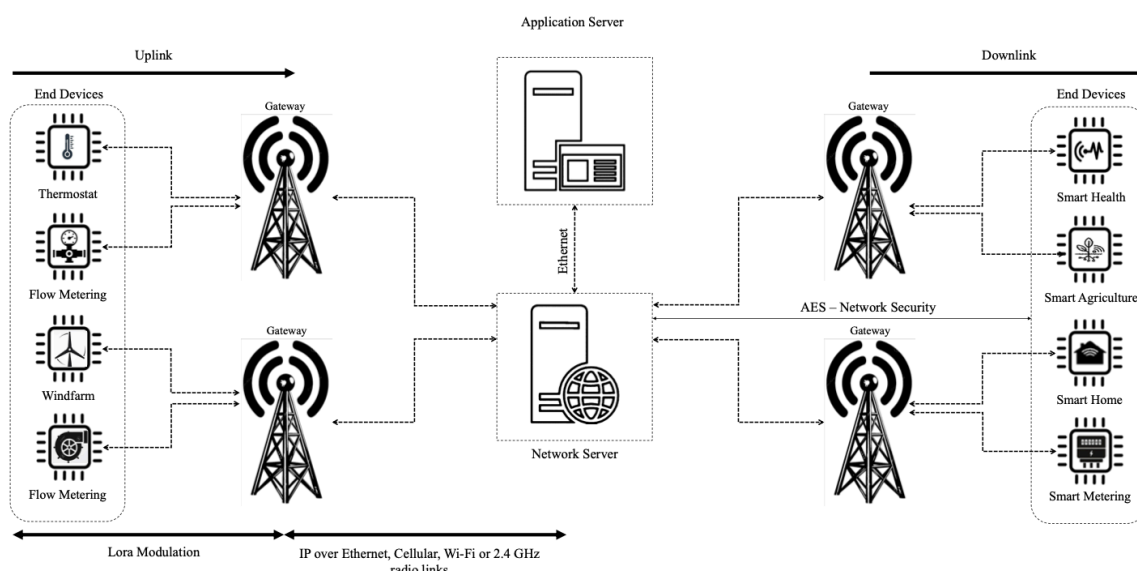 Application Server
Uplink
Downlink
End Devices
Gateway
Gateway
End Devices
Thermostat
Smart Health
Ethernet
Flow Metering
Smart Agriculture
AES – Network Security
Gateway
Gateway
Windfarm
Smart Home
Network Server
Flow Metering
Smart Metering
Lora Modulation
IP over Ethernet, Cellular, Wi-Fi or 2.4 GHz
radio links